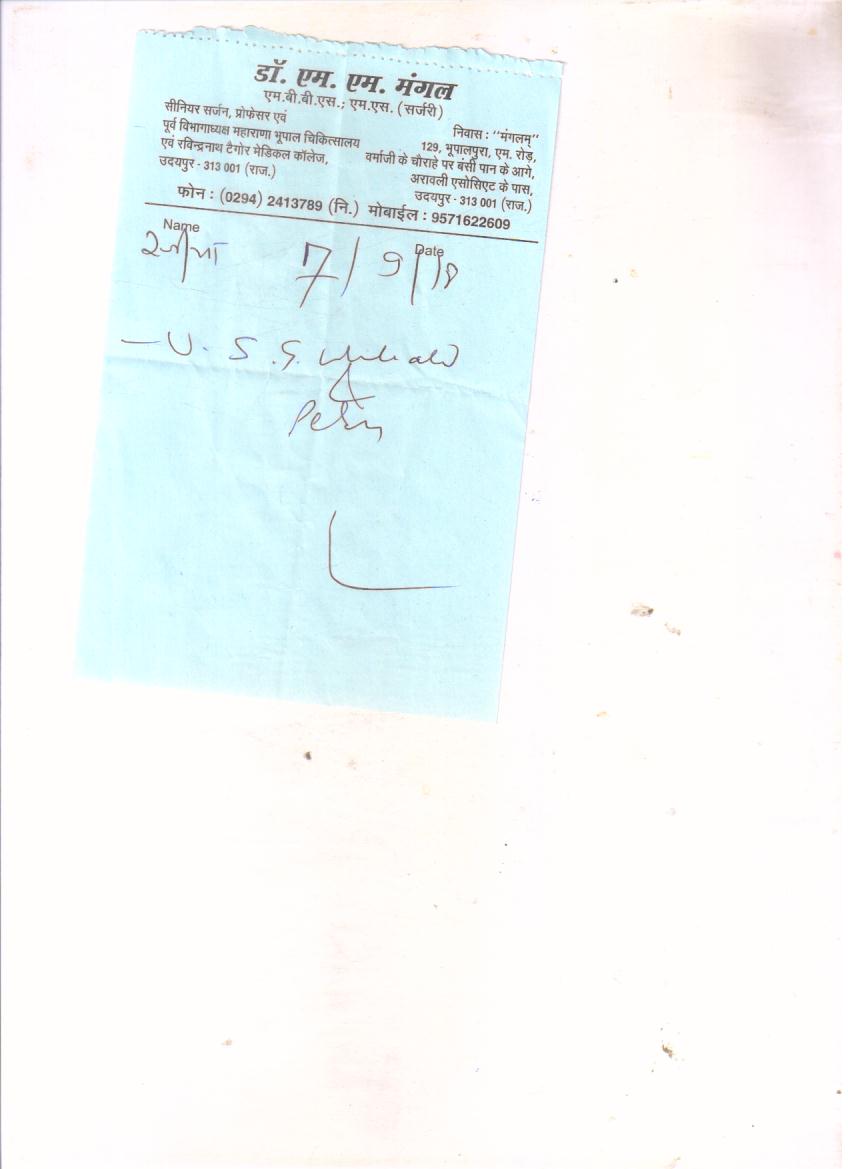 डॉ. एम. एम. मंगल
एम.बी.बी.एस.; एम.एस. (सर्जरी)
सीनियर सर्जन, प्रोफेसर एवं
पूर्व विभागाध्यक्ष महाराणा भूपाल चिकित्सालय
एवं रविन्द्रनाथ टैगोर मेडिकल कॉलेज,
उदयपुर - 313 001 (राज.)
निवास : "मंगलम्"
129, भूपालपुरा, एम. रोड़,
वर्माजी के चौराहे पर बंसी पान के आगे,
अरावली एसोसिएट के पास,
उदयपुर - 313 001 (राज.)
फोन : (0294) 2413789 (नि.) मोबाईल : 9571622609
Name
Date
7/9/18
- U. S. G.